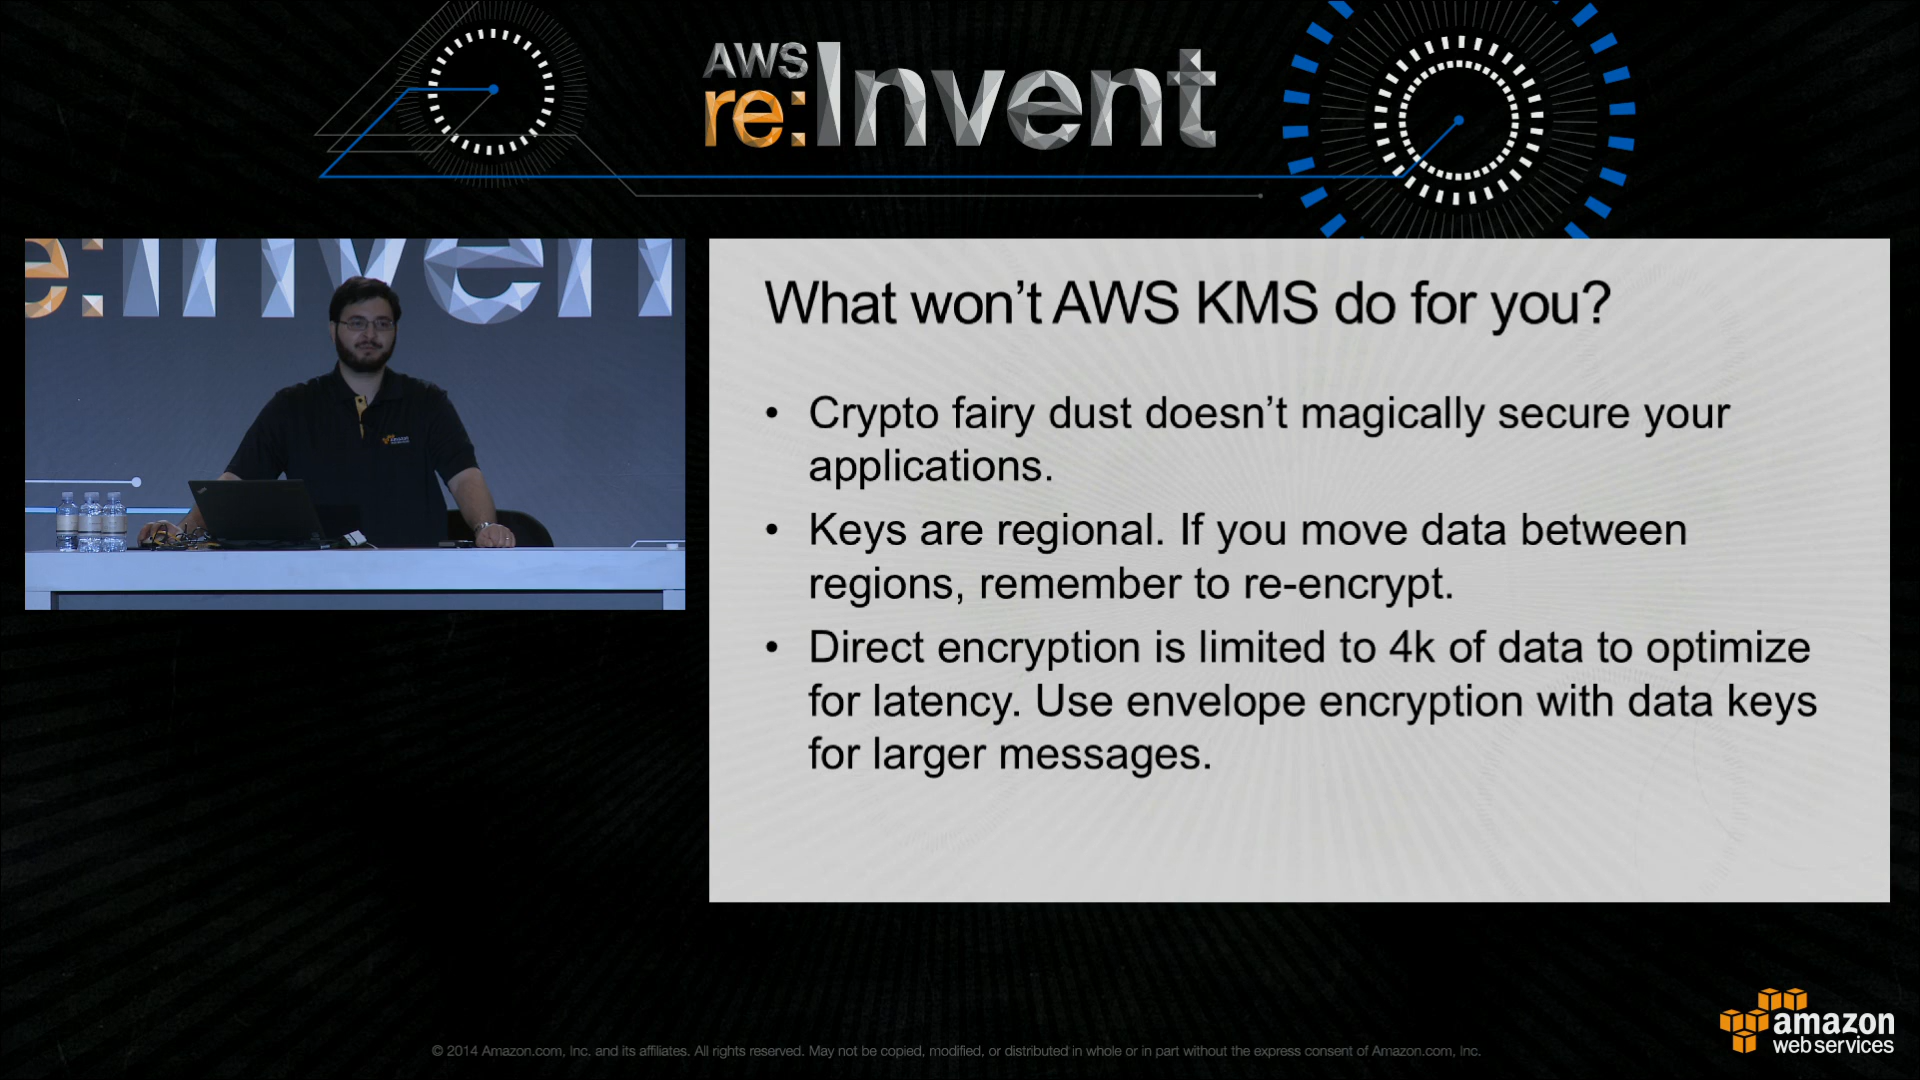 AWS
re:Invent
e:Inven
What won't AWS KMS do for you?
• Crypto fairy dust doesn't magically secure your
applications.
• Keys are regional. If you move data between
regions, remember to re-encrypt.
• Direct encryption is limited to 4k of data to optimize
for latency. Use envelope encryption with data keys
for larger messages.
amazon
web services
© 2014 Amazon.com, Inc. and its affiliates. All rights reserved. May not be copied, modified, or distributed in whole or in part without the express consent of Amazon.com, Inc.